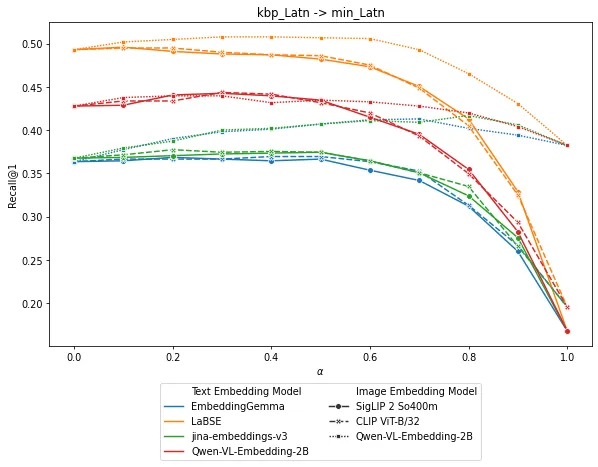 kbp_Latn -> min_Latn
0.50
0.45
0.40
0.35
0.30
0.25
0.20
Recall@1
0.0 0.2 0.4 0.6 0.8 1.0
α
Text Embedding Model
EmbeddingGemma
LaBSE
jina-embeddings-v3
Qwen-VL-Embedding-2B
Image Embedding Model
SigLIP 2 So400m
CLIP ViT-B/32
Qwen-VL-Embedding-2B